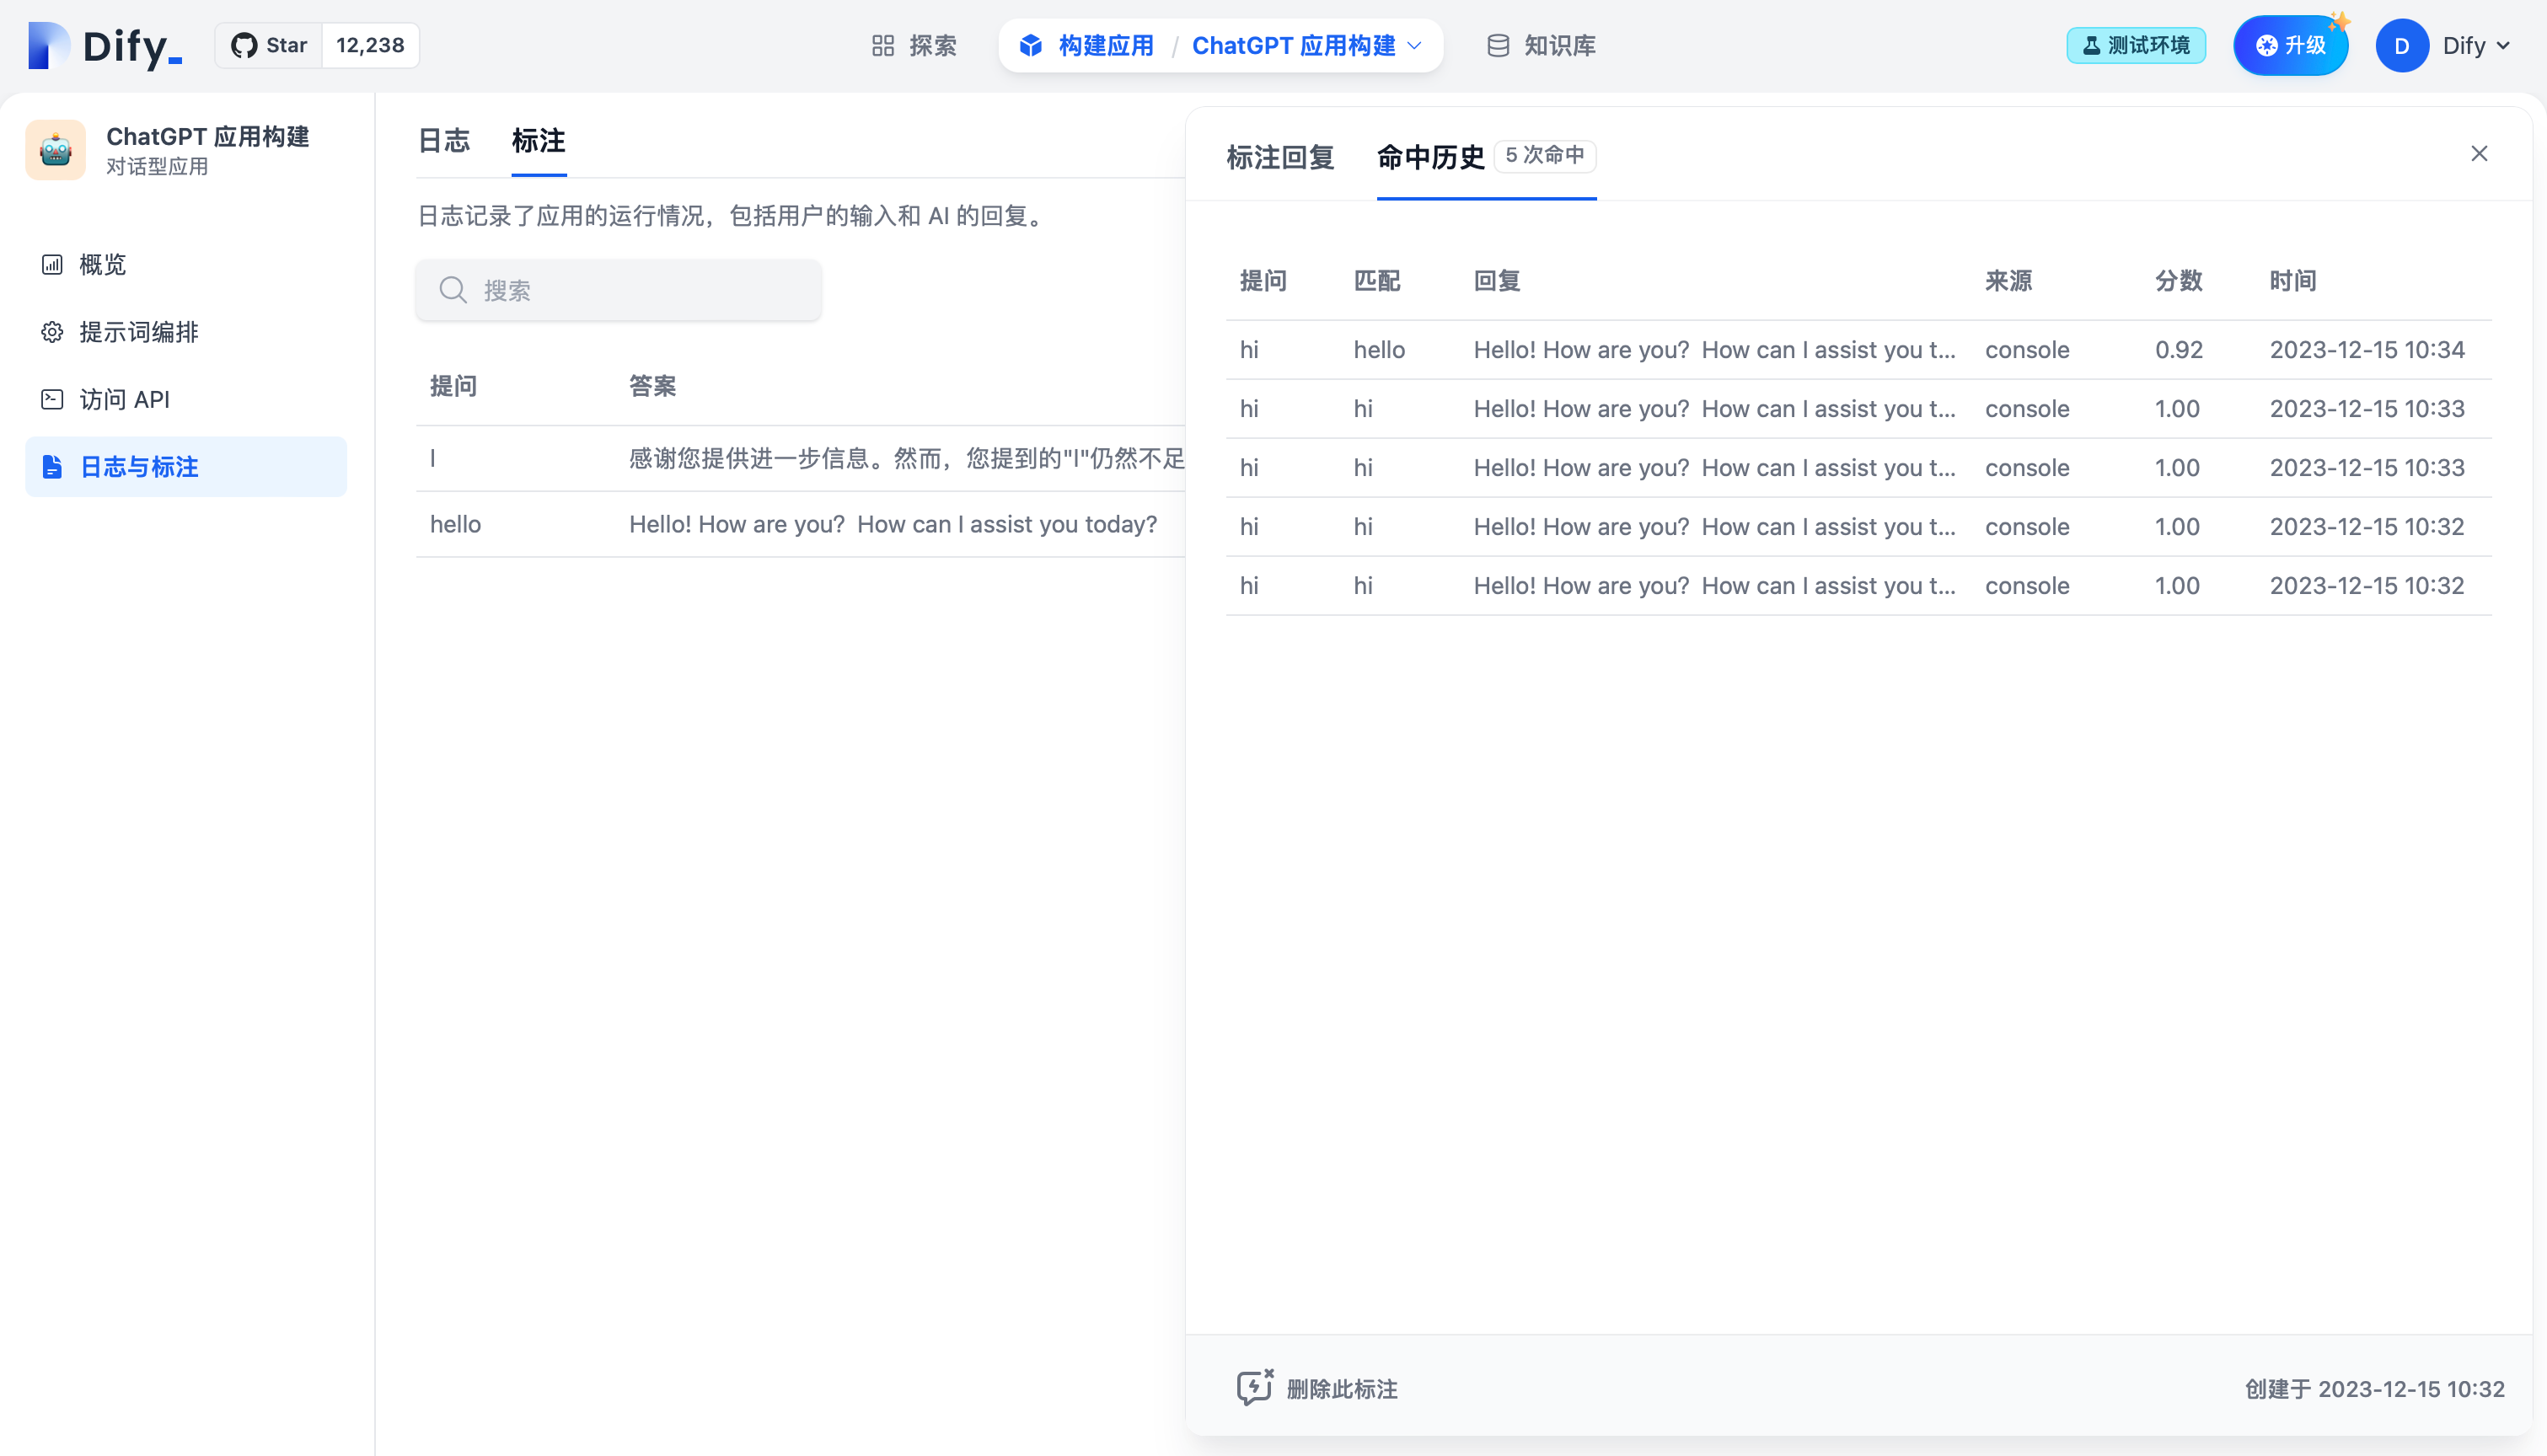 Dify_
Star 12,238
探索
构建应用 / ChatGPT 应用构建
知识库
测试环境
升级
D Dify
ChatGPT 应用构建
对话型应用
概览
提示词编排
访问 API
日志与标注
日志 标注
日志记录了应用的运行情况，包括用户的输入和 AI 的回复。
搜索
提问 答案
l 感谢您提供进一步信息。然而，您提到的"l"仍然不足
hello Hello! How are you? How can I assist you today?
标注回复 命中历史 5 次命中
提问 匹配 回复 来源 分数 时间
hi hello Hello! How are you? How can I assist you t... console 0.92 2023-12-15 10:34
hi hi Hello! How are you? How can I assist you t... console 1.00 2023-12-15 10:33
hi hi Hello! How are you? How can I assist you t... console 1.00 2023-12-15 10:33
hi hi Hello! How are you? How can I assist you t... console 1.00 2023-12-15 10:32
hi hi Hello! How are you? How can I assist you t... console 1.00 2023-12-15 10:32
删除此标注
创建于 2023-12-15 10:32